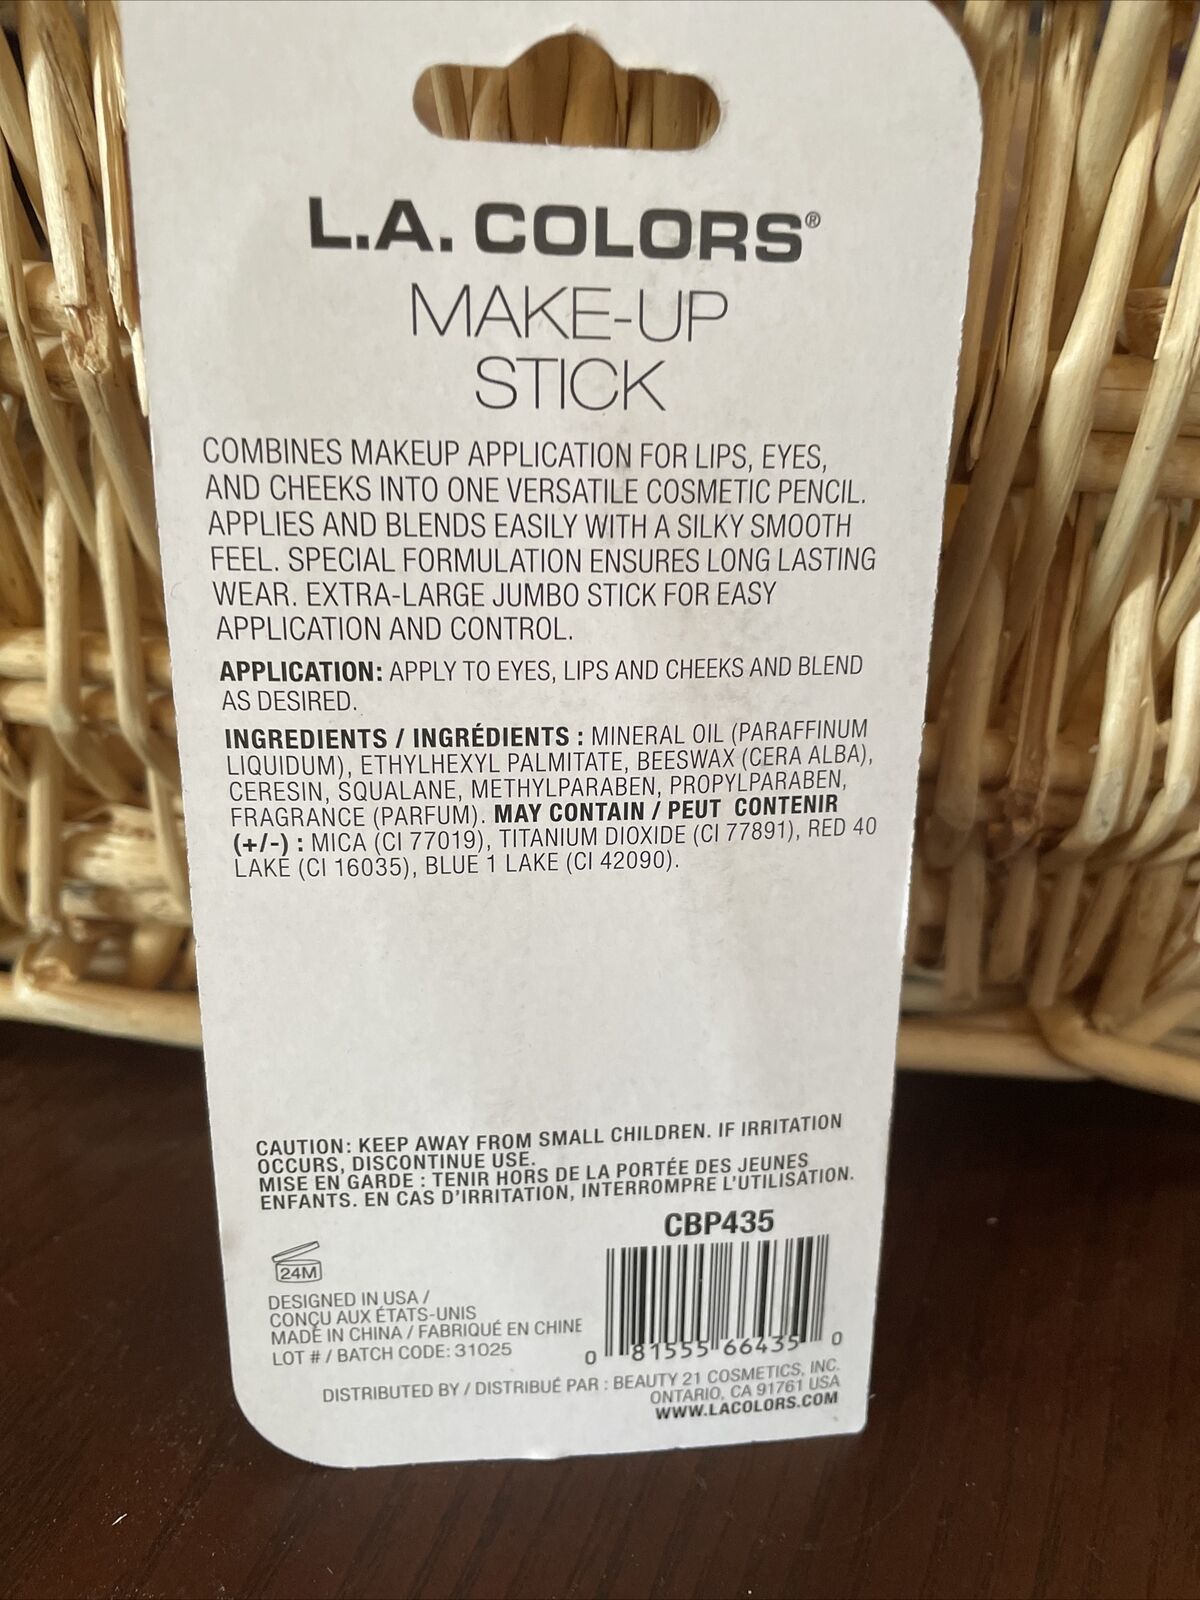 L.A. COLORS®
MAKE-UP
STICK
COMBINES MAKEUP APPLICATION FOR LIPS, EYES,
AND CHEEKS INTO ONE VERSATILE COSMETIC PENCIL.
APPLIES AND BLENDS EASILY WITH A SILKY SMOOTH
FEEL. SPECIAL FORMULATION ENSURES LONG LASTING
WEAR. EXTRA-LARGE JUMBO STICK FOR EASY
APPLICATION AND CONTROL.
APPLICATION: APPLY TO EYES, LIPS AND CHEEKS AND BLEND
AS DESIRED.
INGREDIENTS / INGRÉDIENTS : MINERAL OIL (PARAFFINUM
LIQUIDUM), ETHYLHEXYL PALMITATE, BEESWAX (CERA ALBA),
CERESIN, SQUALANE, METHYLPARABEN, PROPYLPARABEN,
FRAGRANCE (PARFUM). MAY CONTAIN / PEUT CONTENIR
(+/-) : MICA (CI 77019), TITANIUM DIOXIDE (CI 77891), RED 40
LAKE (CI 16035), BLUE 1 LAKE (CI 42090).
CAUTION: KEEP AWAY FROM SMALL CHILDREN. IF IRRITATION
OCCURS, DISCONTINUE USE.
MISE EN GARDE : TENIR HORS DE LA PORTÉE DES JEUNES
ENFANTS. EN CAS D'IRRITATION, INTERROMPRE L'UTILISATION.
CBP435
24M
DESIGNED IN USA /
CONÇU AUX ÉTATS-UNIS
MADE IN CHINA / FABRIQUÉ EN CHINE
LOT # / BATCH CODE: 31025
0 81555 66435 0
DISTRIBUTED BY / DISTRIBUÉ PAR : BEAUTY 21 COSMETICS, INC.
ONTARIO, CA 91761 USA
WWW.LACOLORS.COM